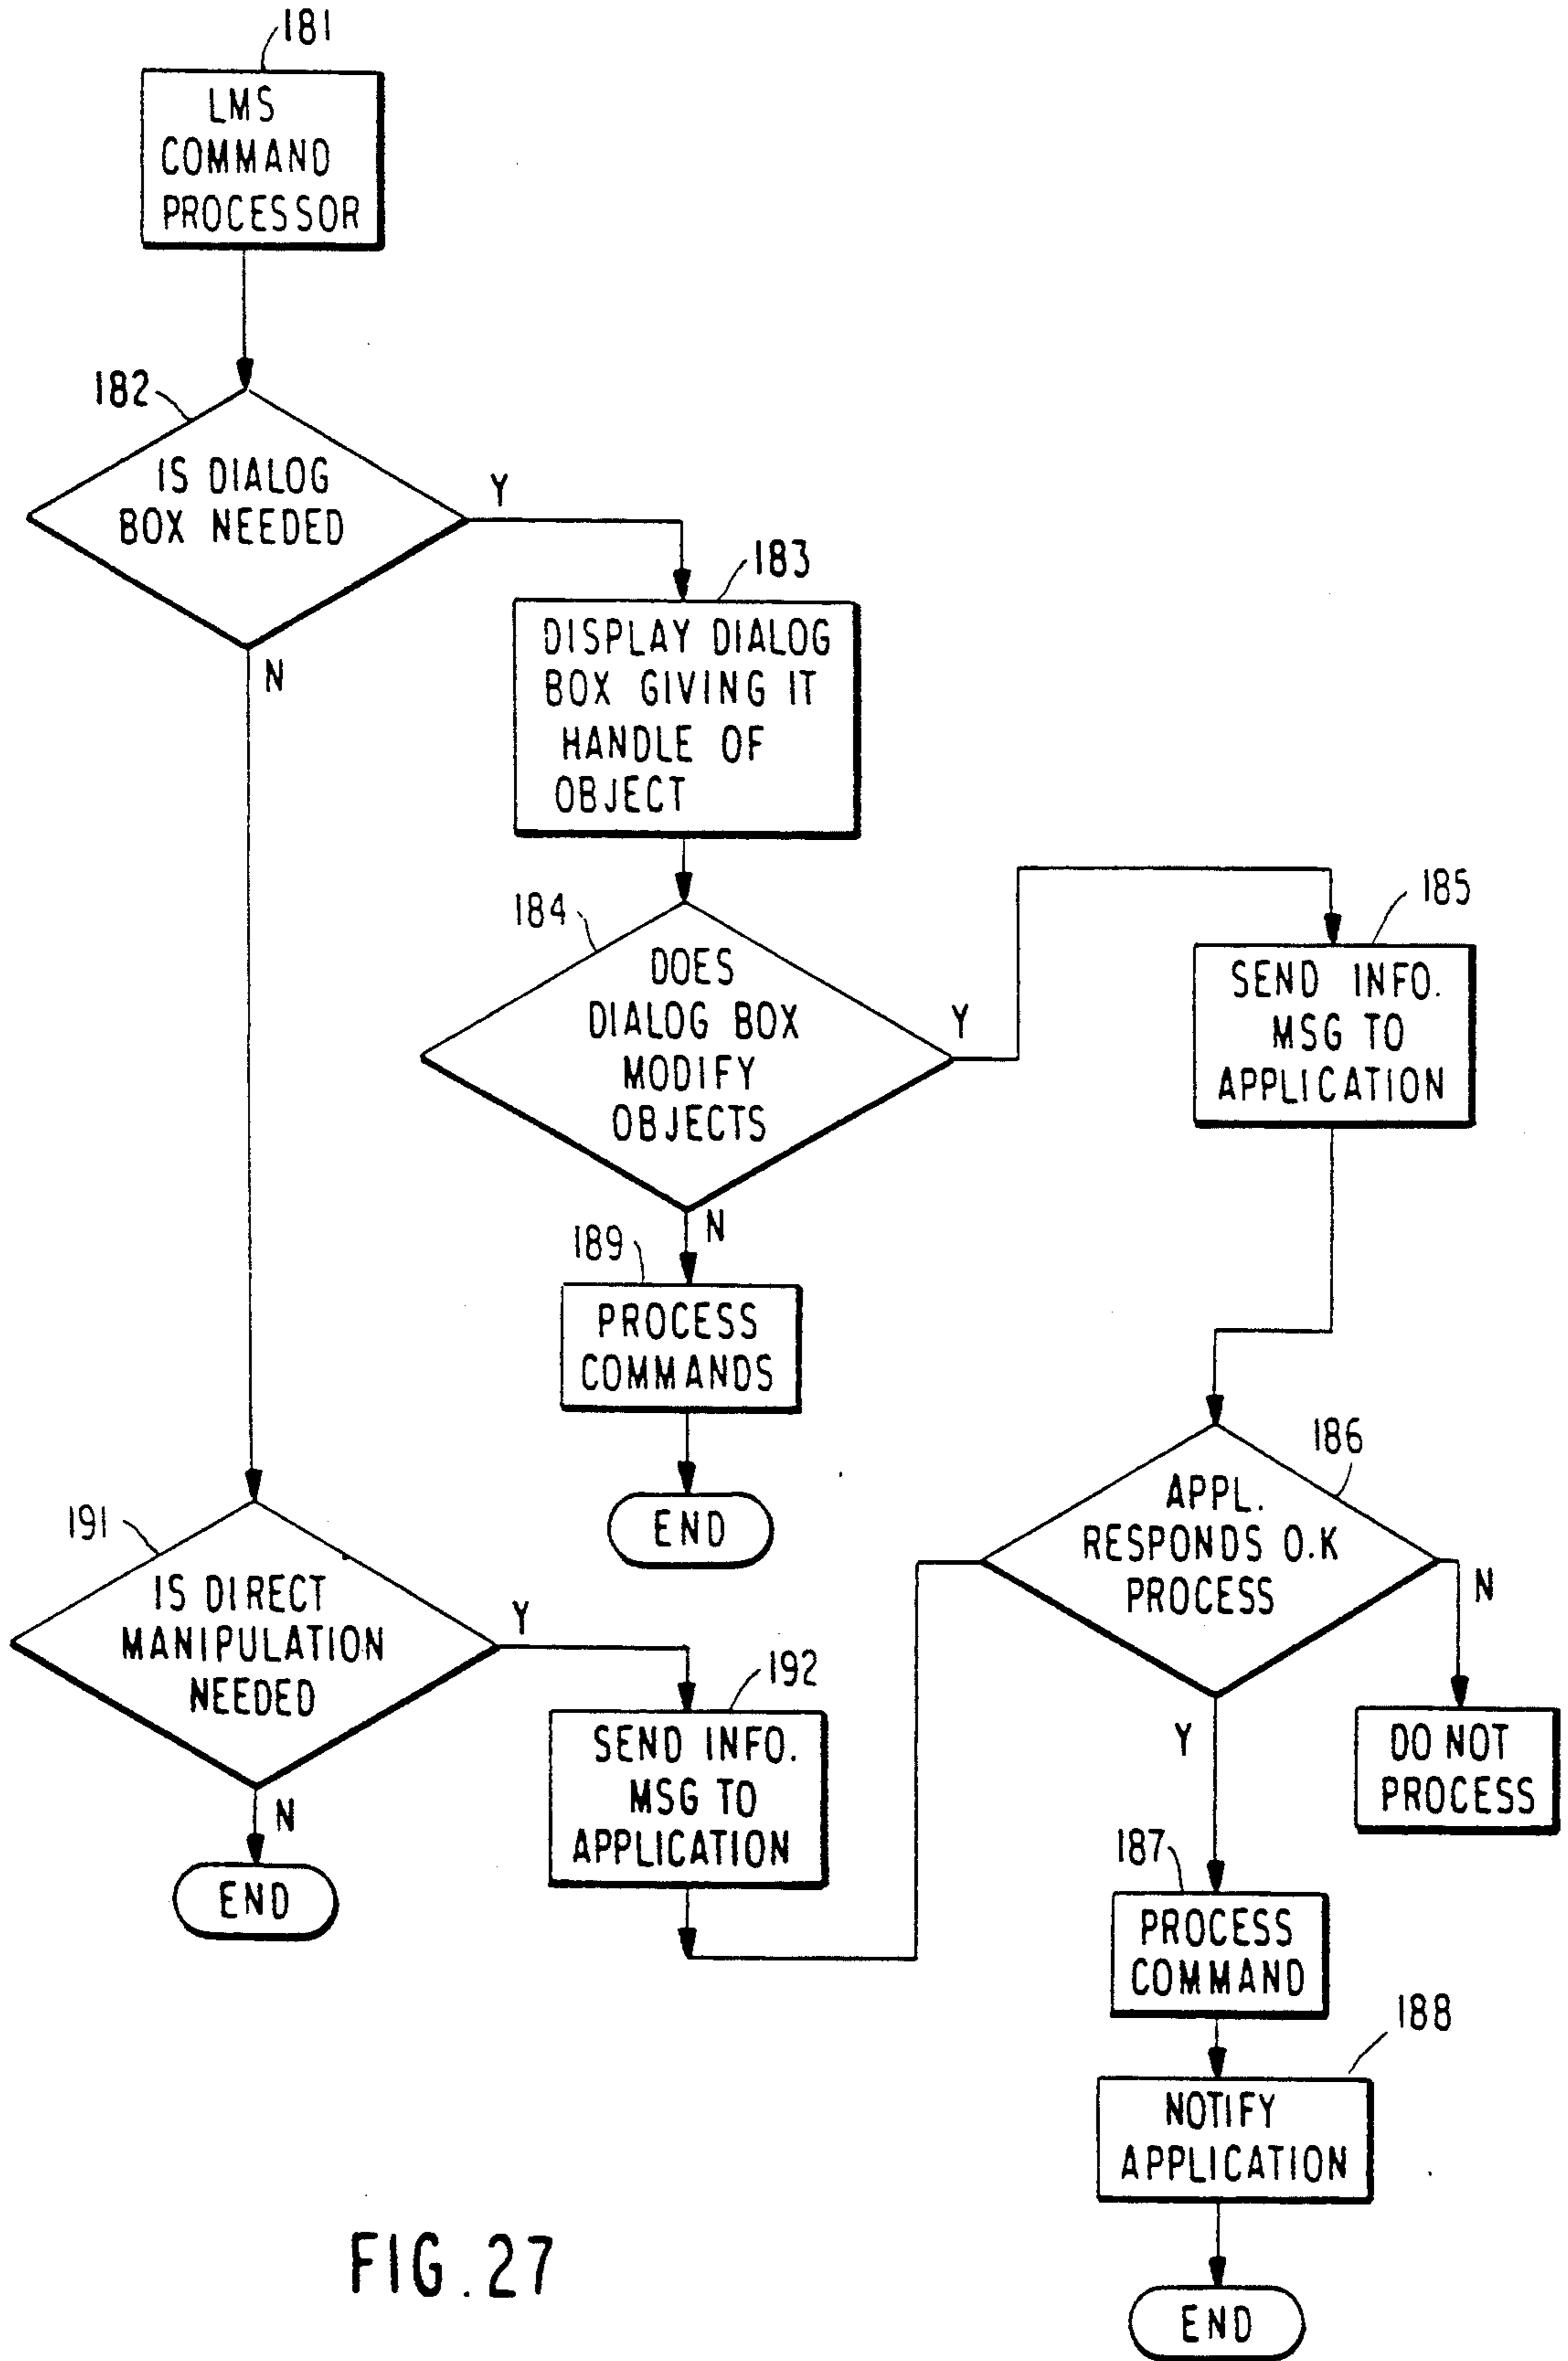 181
LMS
COMMAND
PROCESSOR
182
IS DIALOG
BOX NEEDED
Y
N
183
DISPLAY DIALOG
BOX GIVING IT
HANDLE OF
OBJECT
184
DOES
DIALOG BOX
MODIFY
OBJECTS
Y
N
185
SEND INFO.
MSG TO
APPLICATION
189
PROCESS
COMMANDS
END
186
APPL.
RESPONDS O.K
PROCESS
N
Y
DO NOT
PROCESS
191
IS DIRECT
MANIPULATION
NEEDED
Y
N
END
192
SEND INFO.
MSG TO
APPLICATION
187
PROCESS
COMMAND
188
NOTIFY
APPLICATION
END
FIG. 27